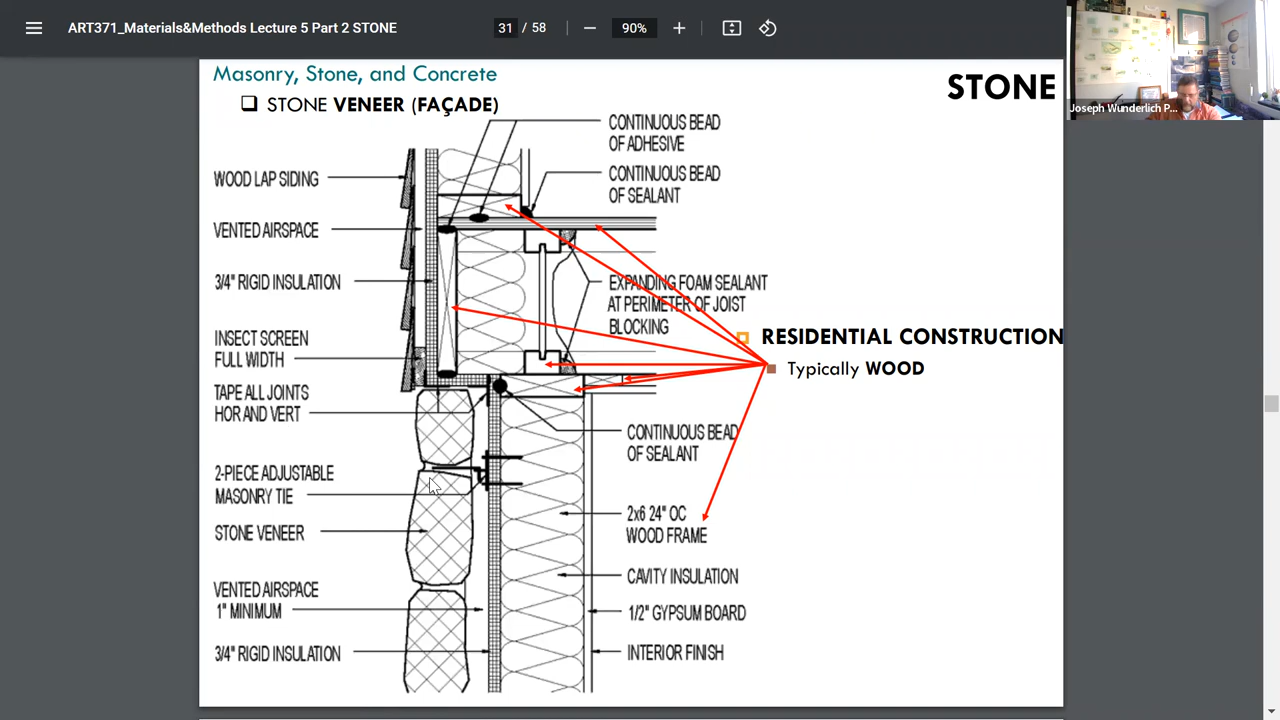 ART371_Materials&Methods Lecture 5 Part 2 STONE
31 / 58
90%
Joseph Wunderlich P...
Masonry, Stone, and Concrete
STONE
STONE VENEER (FAÇADE)
CONTINUOUS BEAD
OF ADHESIVE
WOOD LAP SIDING
CONTINUOUS BEAD
OF SEALANT
VENTED AIRSPACE
3/4" RIGID INSULATION
EXPANDING FOAM SEALANT
AT PERIMETER OF JOIST
BLOCKING
INSECT SCREEN
FULL WIDTH
RESIDENTIAL CONSTRUCTION
Typically WOOD
TAPE ALL JOINTS
HOR AND VERT
CONTINUOUS BEAD
OF SEALANT
2-PIECE ADJUSTABLE
MASONRY TIE
2x6 24" OC
WOOD FRAME
STONE VENEER
CAVITY INSULATION
VENTED AIRSPACE
1" MINIMUM
1/2" GYPSUM BOARD
3/4" RIGID INSULATION
INTERIOR FINISH